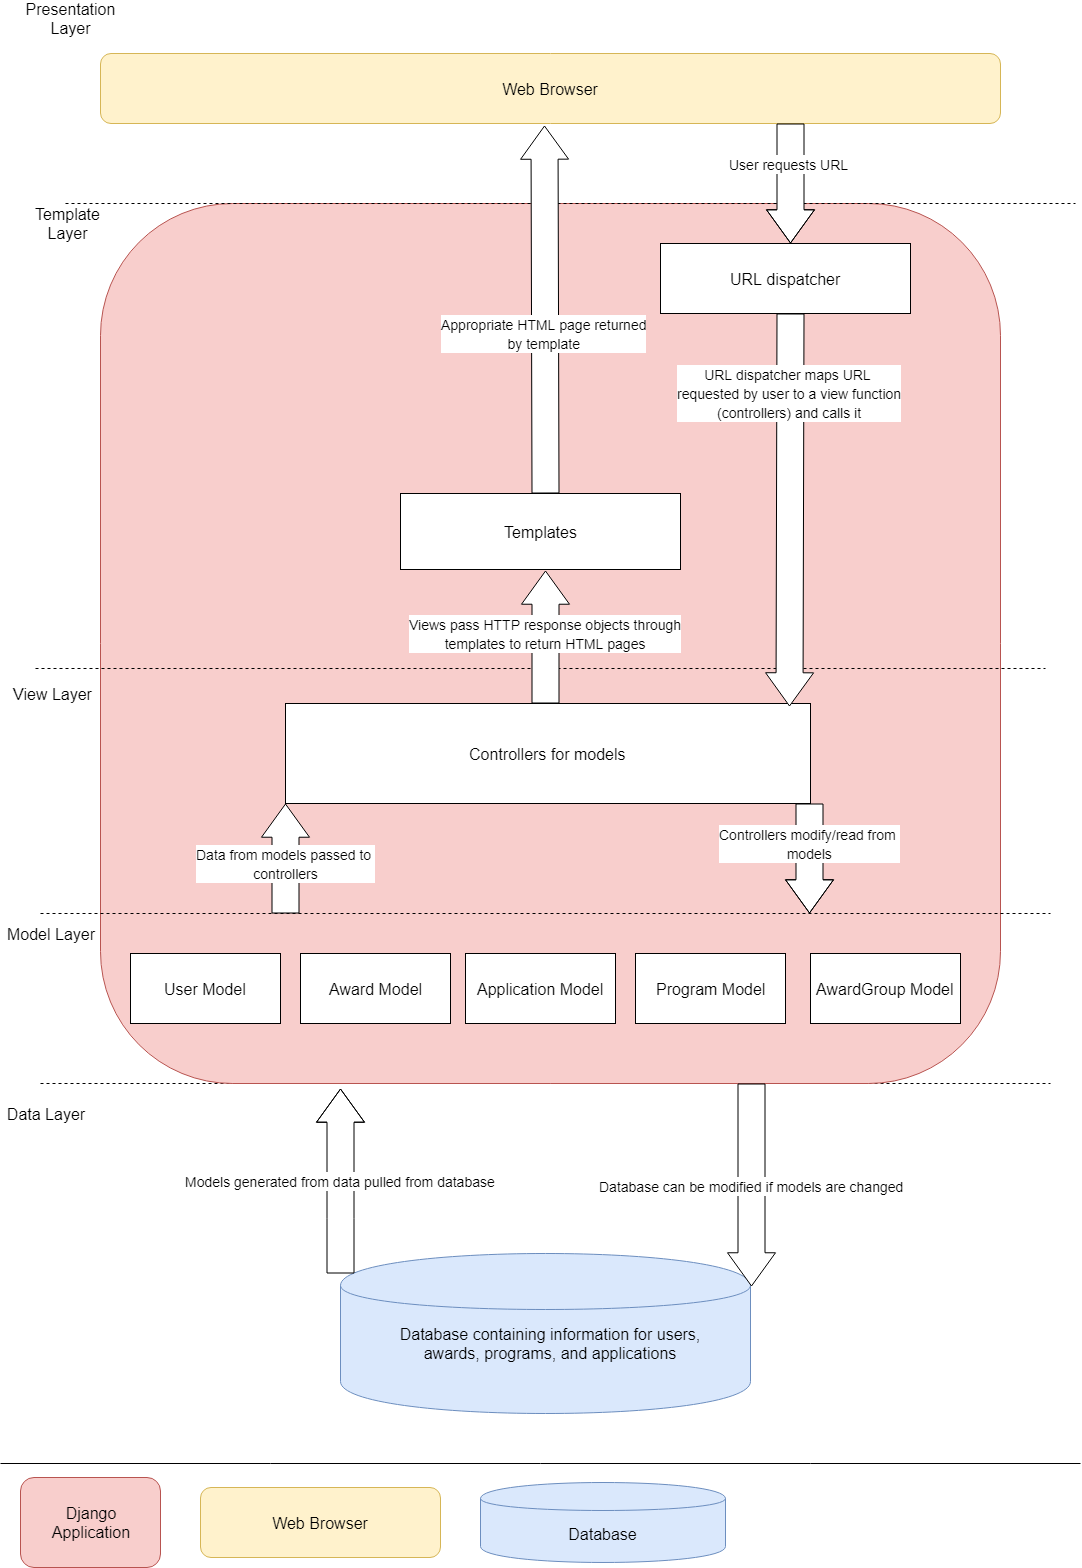 Presentation
Layer
Web Browser
User requests URL
Template
Layer
URL dispatcher
Appropriate HTML page returned
by template
URL dispatcher maps URL
requested by user to a view function
(controllers) and calls it
Templates
Views pass HTTP response objects through
templates to return HTML pages
View Layer
Controllers for models
Data from models passed to
controllers
Controllers modify/read from
models
Model Layer
User Model
Award Model
Application Model
Program Model
AwardGroup Model
Data Layer
Models generated from data pulled from database
Database can be modified if models are changed
Database containing information for users,
awards, programs, and applications
Django
Application
Web Browser
Database